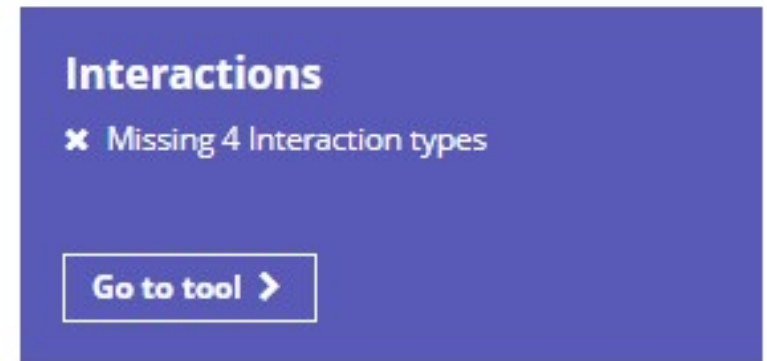 Interactions
✖ Missing 4 Interaction types
Go to tool